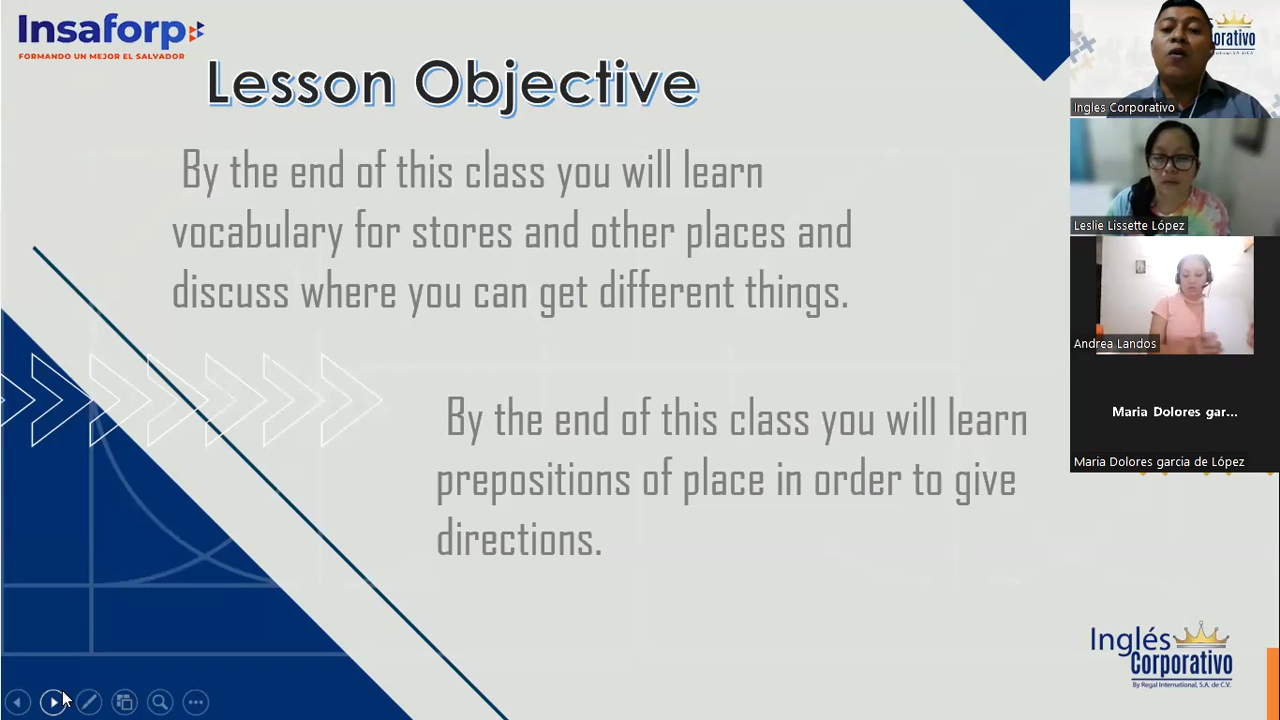 Insaforp
FORMANDO UN MEJOR EL SALVADOR
Lesson Objective
By the end of this class you will learn
vocabulary for stores and other places and
discuss where you can get different things.
By the end of this class you will learn
prepositions of place in order to give
directions.
Ingles Corporativo
Leslie Lissette López
Andrea Landos
Maria Dolores gar...
Maria Dolores garcia de López
Inglés
Corporativo
By Regal International, S.A. de C.V.